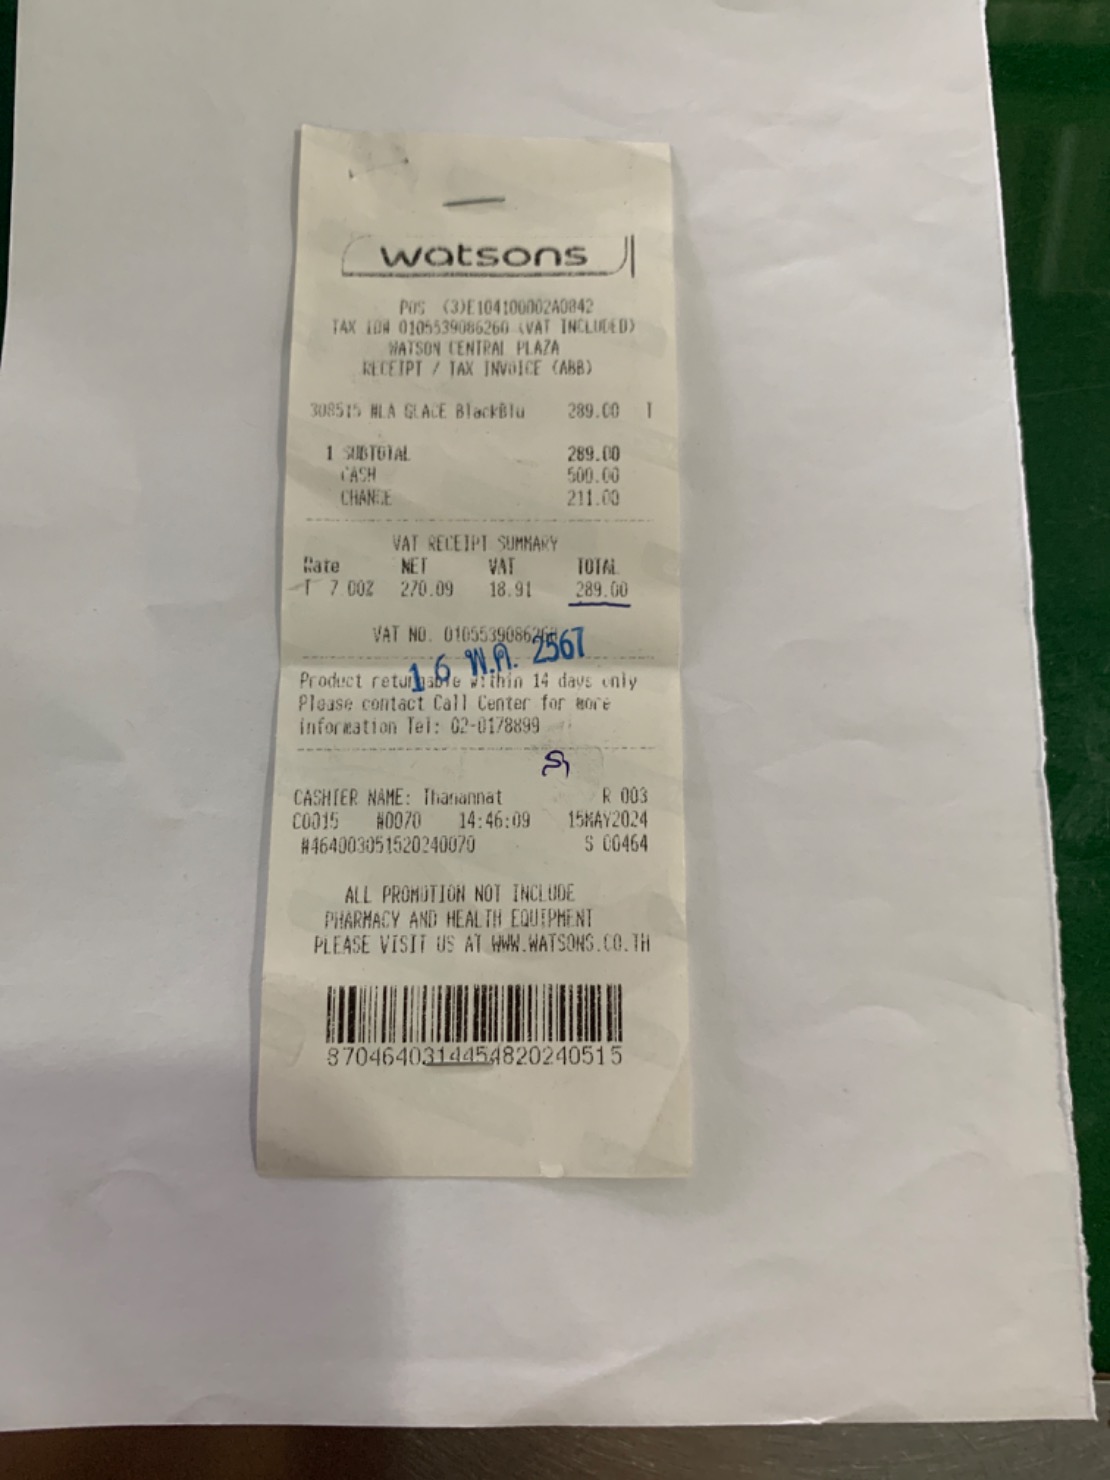 watsons
POS (3)E104100002A0842
TAX ID# 0105539086260 (VAT INCLUDED)
WATSON CENTRAL PLAZA
RECEIPT / TAX INVOICE (ABB)
308515 #LA GLACE BlackBlu 289.00 T
1 SUBTOTAL 289.00
CASH 500.00
CHANGE 211.00
VAT RECEIPT SUMMARY
Rate NET VAT TOTAL
T 7.00% 270.09 18.91 289.00
VAT NO. 0105539086260
16 พ.ค. 2567
Product returnable within 14 days only
Please contact Call Center for more
information Tel: 02-0178899
CASHIER NAME: Thanannat R 003
C0015 #0070 14:46:09 15MAY2024
#464003051520240070 S 00464
ALL PROMOTION NOT INCLUDE
PHARMACY AND HEALTH EQUIPMENT
PLEASE VISIT US AT WWW.WATSONS.CO.TH
8704640314454820240515